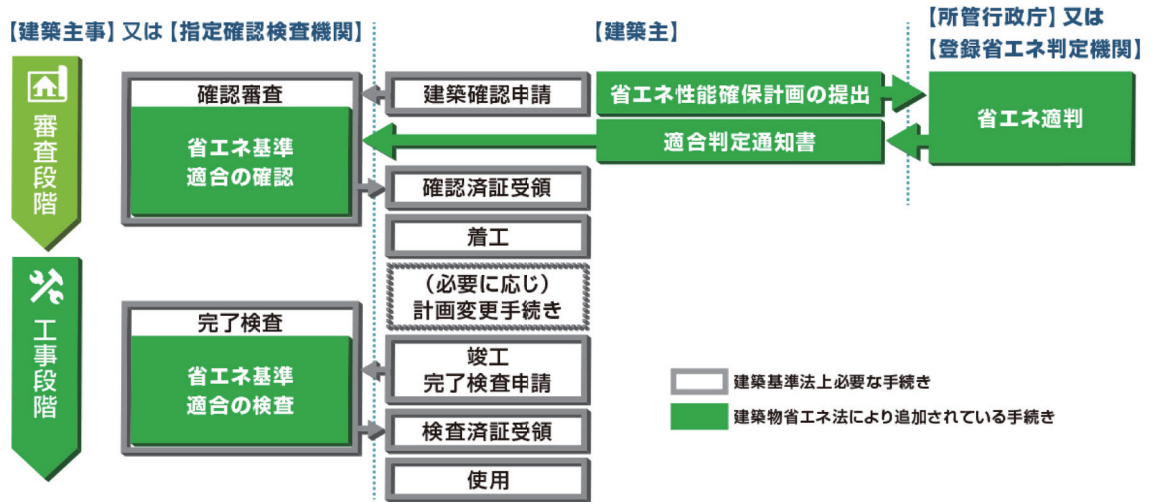 【建築主事】又は【指定確認検査機関】
【建築主】
【所管行政庁】又は
【登録省エネ判定機関】
審査段階
確認審査
省エネ基準
適合の確認
建築確認申請
省エネ性能確保計画の提出
適合判定通知書
省エネ適判
確認済証受領
着工
（必要に応じ）
計画変更手続き
工事段階
完了検査
省エネ基準
適合の検査
竣工
完了検査申請
検査済証受領
使用
建築基準法上必要な手続き
建築物省エネ法により追加されている手続き